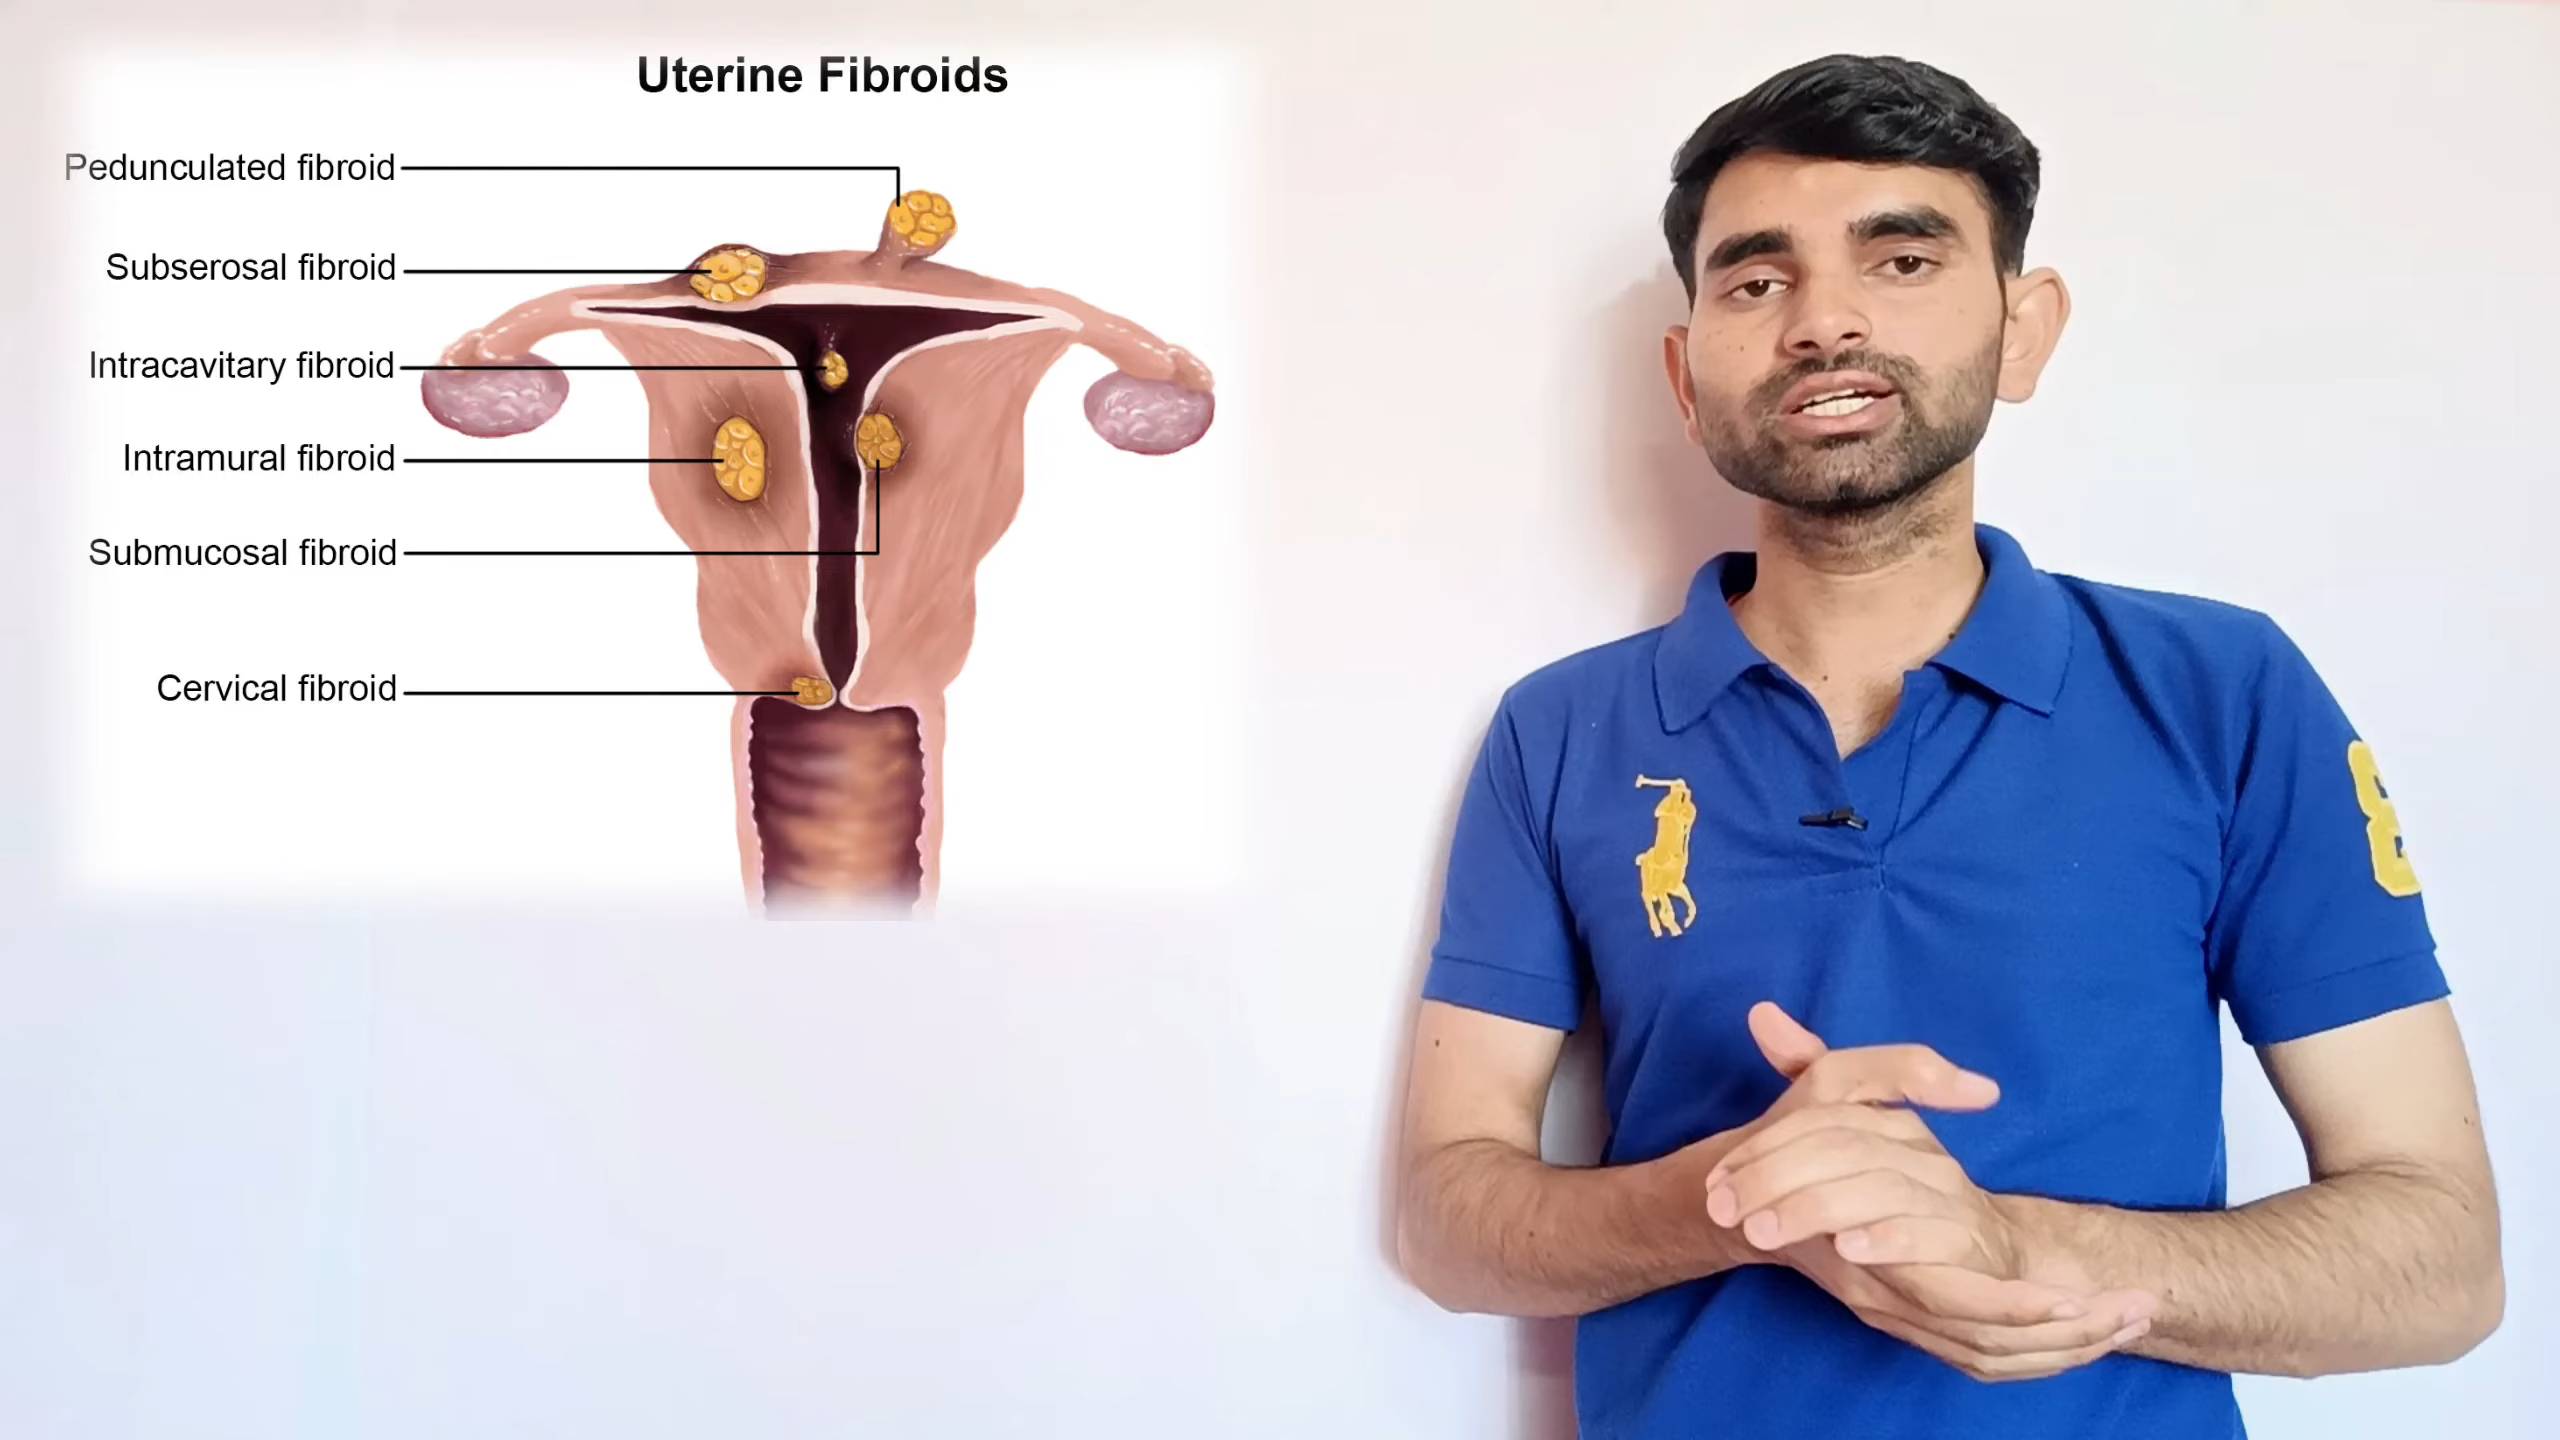 Uterine Fibroids
Pedunculated fibroid
Subserosal fibroid
Intracavitary fibroid
Intramural fibroid
Submucosal fibroid
Cervical fibroid